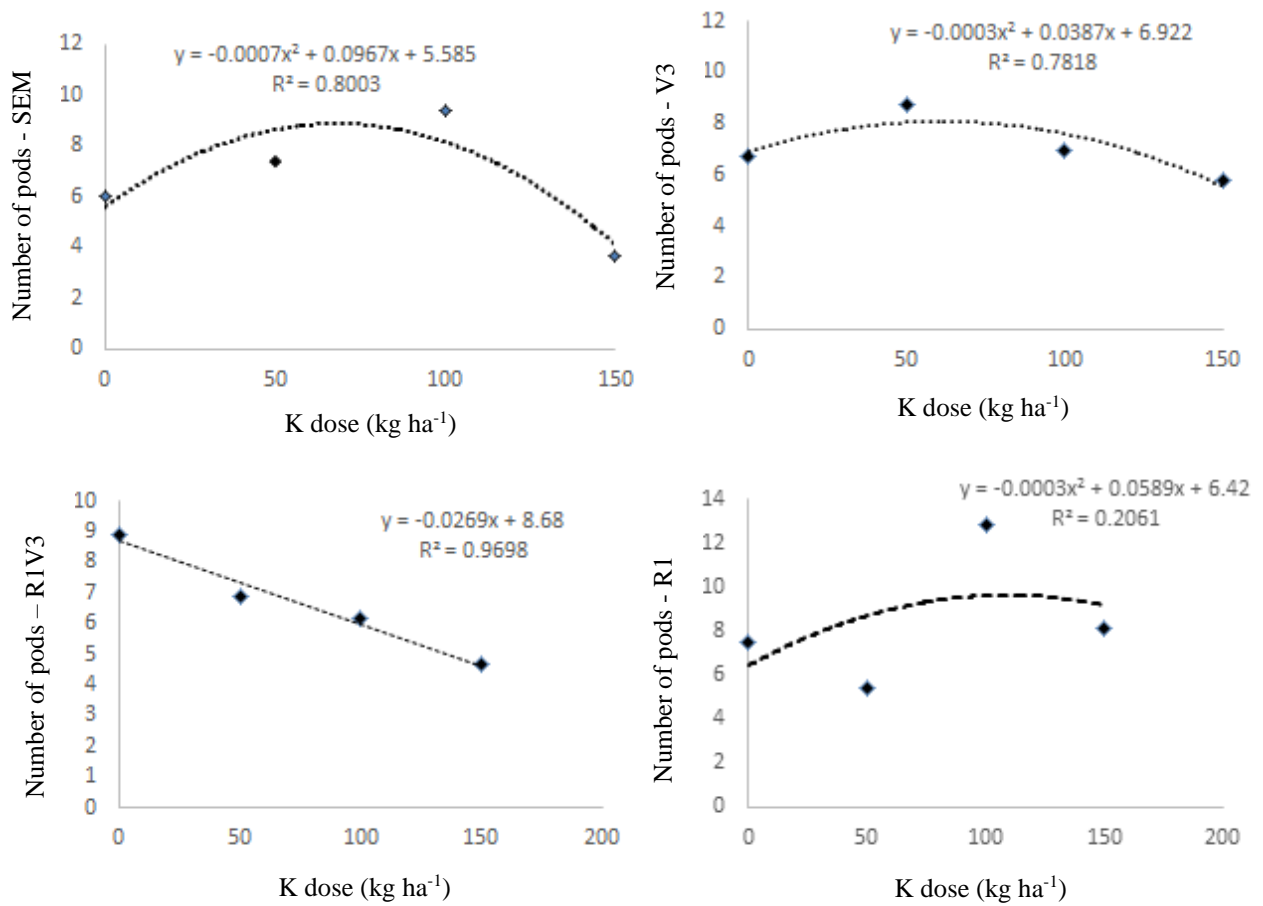 y = -0.0007x² + 0.0967x + 5.585
R² = 0.8003
Number of pods - SEM
12
10
8
6
4
2
0
0 50 100 150
K dose (kg ha⁻¹)
y = -0.0003x² + 0.0387x + 6.922
R² = 0.7818
Number of pods - V3
12
10
8
6
4
2
0
0 50 100 150
K dose (kg ha⁻¹)
y = -0.0269x + 8.68
R² = 0.9698
Number of pods – R1V3
10
9
8
7
6
5
4
3
2
1
0
0 50 100 150 200
K dose (kg ha⁻¹)
y = -0.0003x² + 0.0589x + 6.42
R² = 0.2061
Number of pods - R1
14
12
10
8
6
4
2
0
0 50 100 150 200
K dose (kg ha⁻¹)